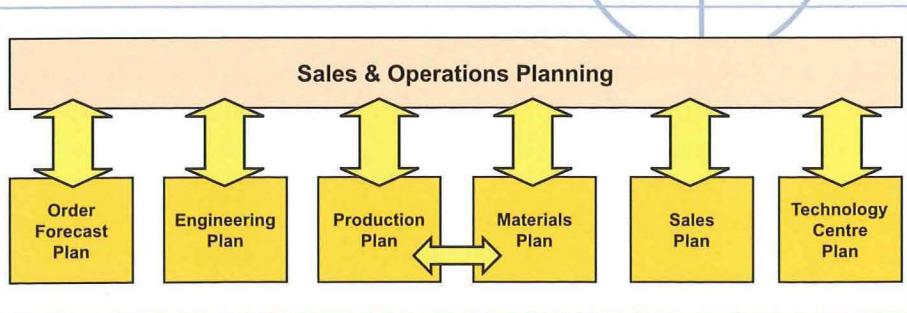 Sales & Operations Planning
Order
Forecast
Plan
Engineering
Plan
Production
Plan
Materials
Plan
Sales
Plan
Technology
Centre
Plan